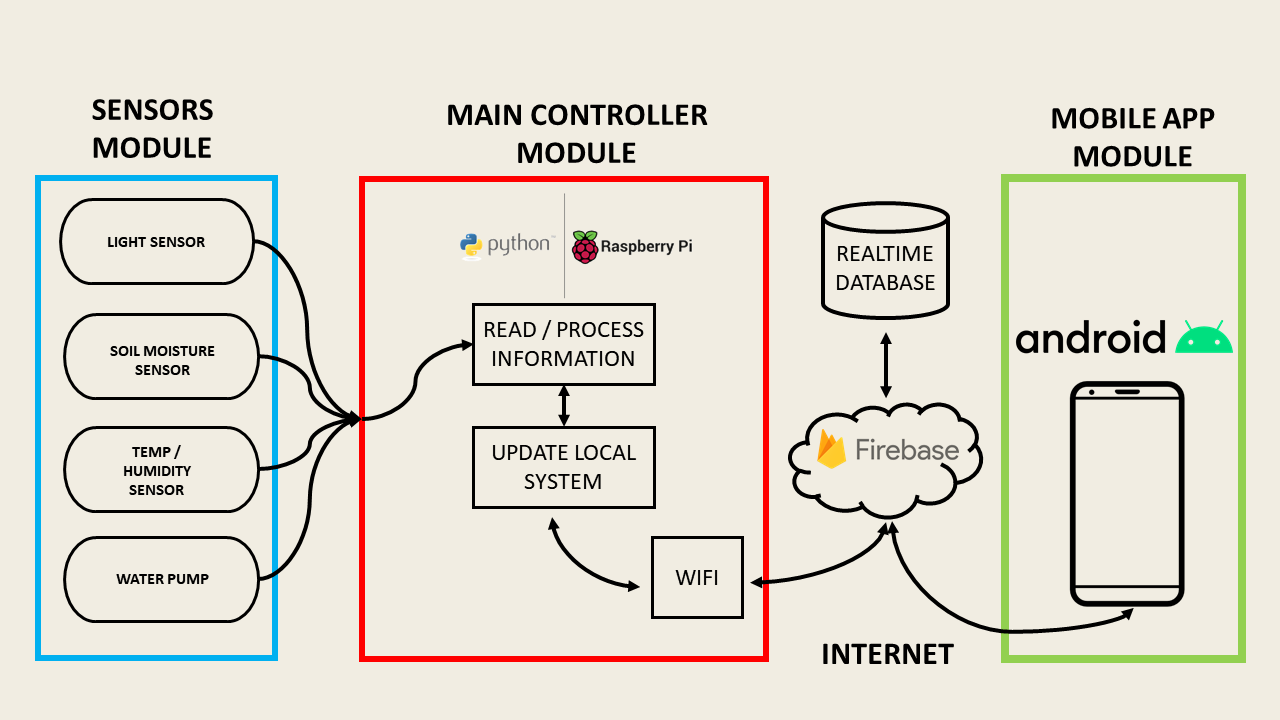 SENSORS
MODULE
LIGHT SENSOR
SOIL MOISTURE
SENSOR
TEMP /
HUMIDITY
SENSOR
WATER PUMP
MAIN CONTROLLER
MODULE
python™
Raspberry Pi
READ / PROCESS
INFORMATION
UPDATE LOCAL
SYSTEM
WIFI
REALTIME
DATABASE
Firebase
INTERNET
MOBILE APP
MODULE
android